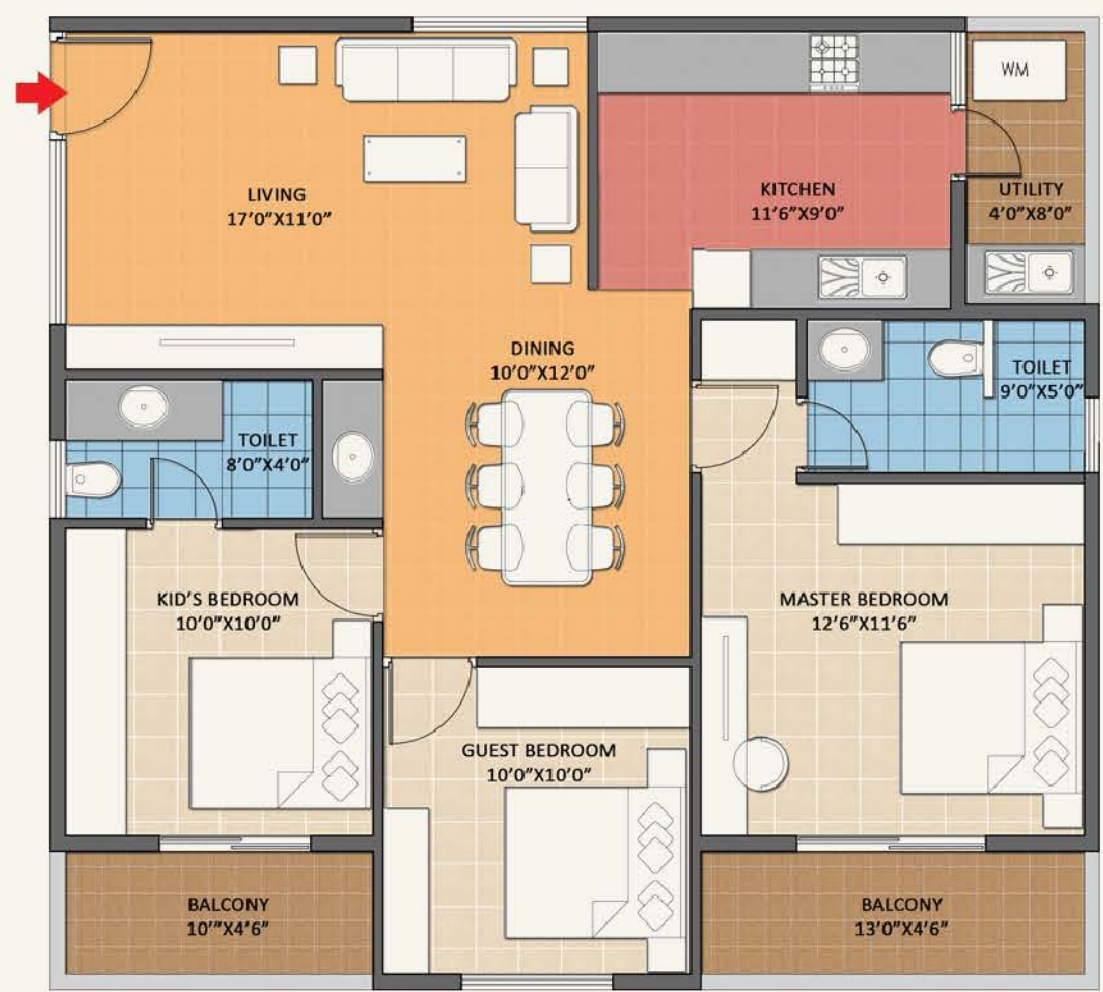 WM
LIVING
17'0"X11'0"
KITCHEN
11'6"X9'0"
UTILITY
4'0"X8'0"
DINING
10'0"X12'0"
TOILET
9'0"X5'0"
TOILET
8'0"X4'0"
KID'S BEDROOM
10'0"X10'0"
MASTER BEDROOM
12'6"X11'6"
GUEST BEDROOM
10'0"X10'0"
BALCONY
10'"X4'6"
BALCONY
13'0"X4'6"